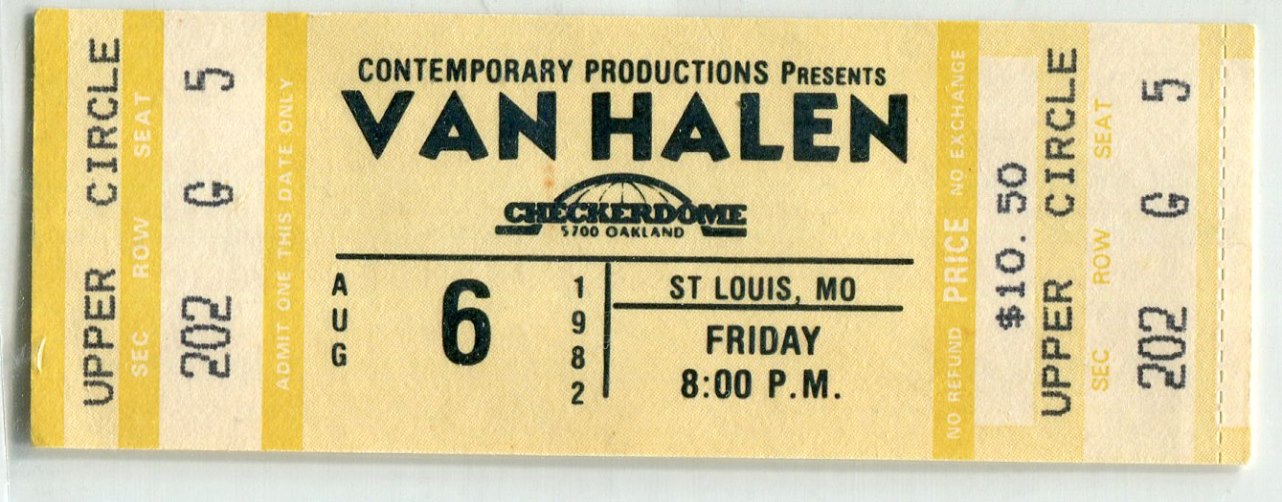 UPPER CIRCLE
SEC ROW SEAT
202 G 5
ADMIT ONE THIS DATE ONLY
CONTEMPORARY PRODUCTIONS PRESENTS
VAN HALEN
CHECKERDOME
5700 OAKLAND
AUG 6 1982
ST LOUIS, MO
FRIDAY
8:00 P.M.
NO REFUND PRICE NO EXCHANGE
$10.50
UPPER CIRCLE
SEC ROW SEAT
202 G 5